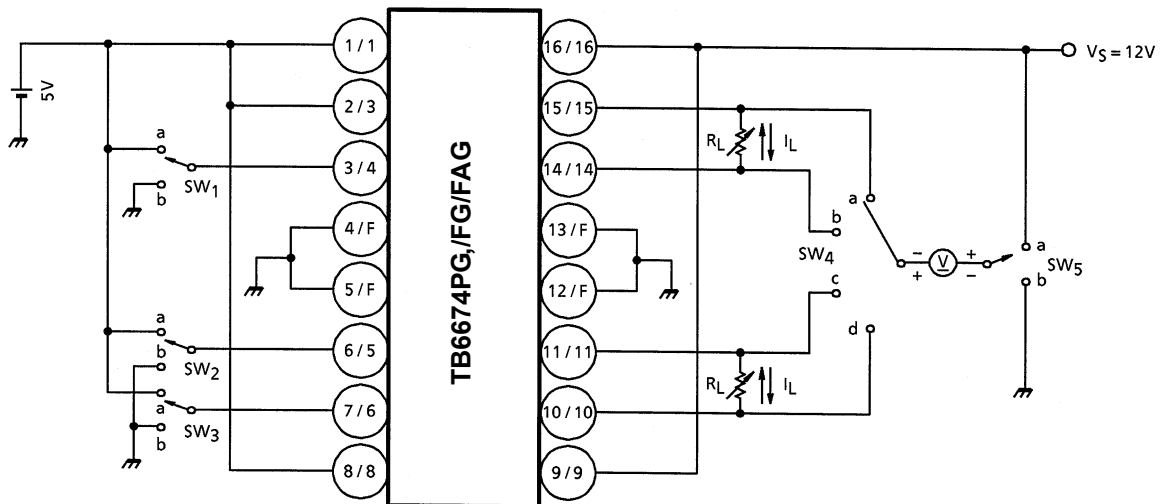 1/1
2/3
3/4
4/F
5/F
6/5
7/6
8/8
TB6674PG,/FG/FAG
16/16
15/15
14/14
13/F
12/F
11/11
10/10
9/9
5V
a
b
SW1
a
b
SW2
a
b
SW3
VS = 12V
RL
IL
a
b
SW4
c
d
- V +
+ -
a
SW5
b
RL
IL